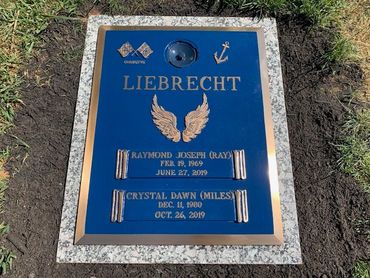 LIEBRECHT
RAYMOND JOSEPH (RAY)
FEB. 19, 1969
JUNE 27, 2019
CRYSTAL DAWN (MILES)
DEC. 11, 1980
OCT. 26, 2019